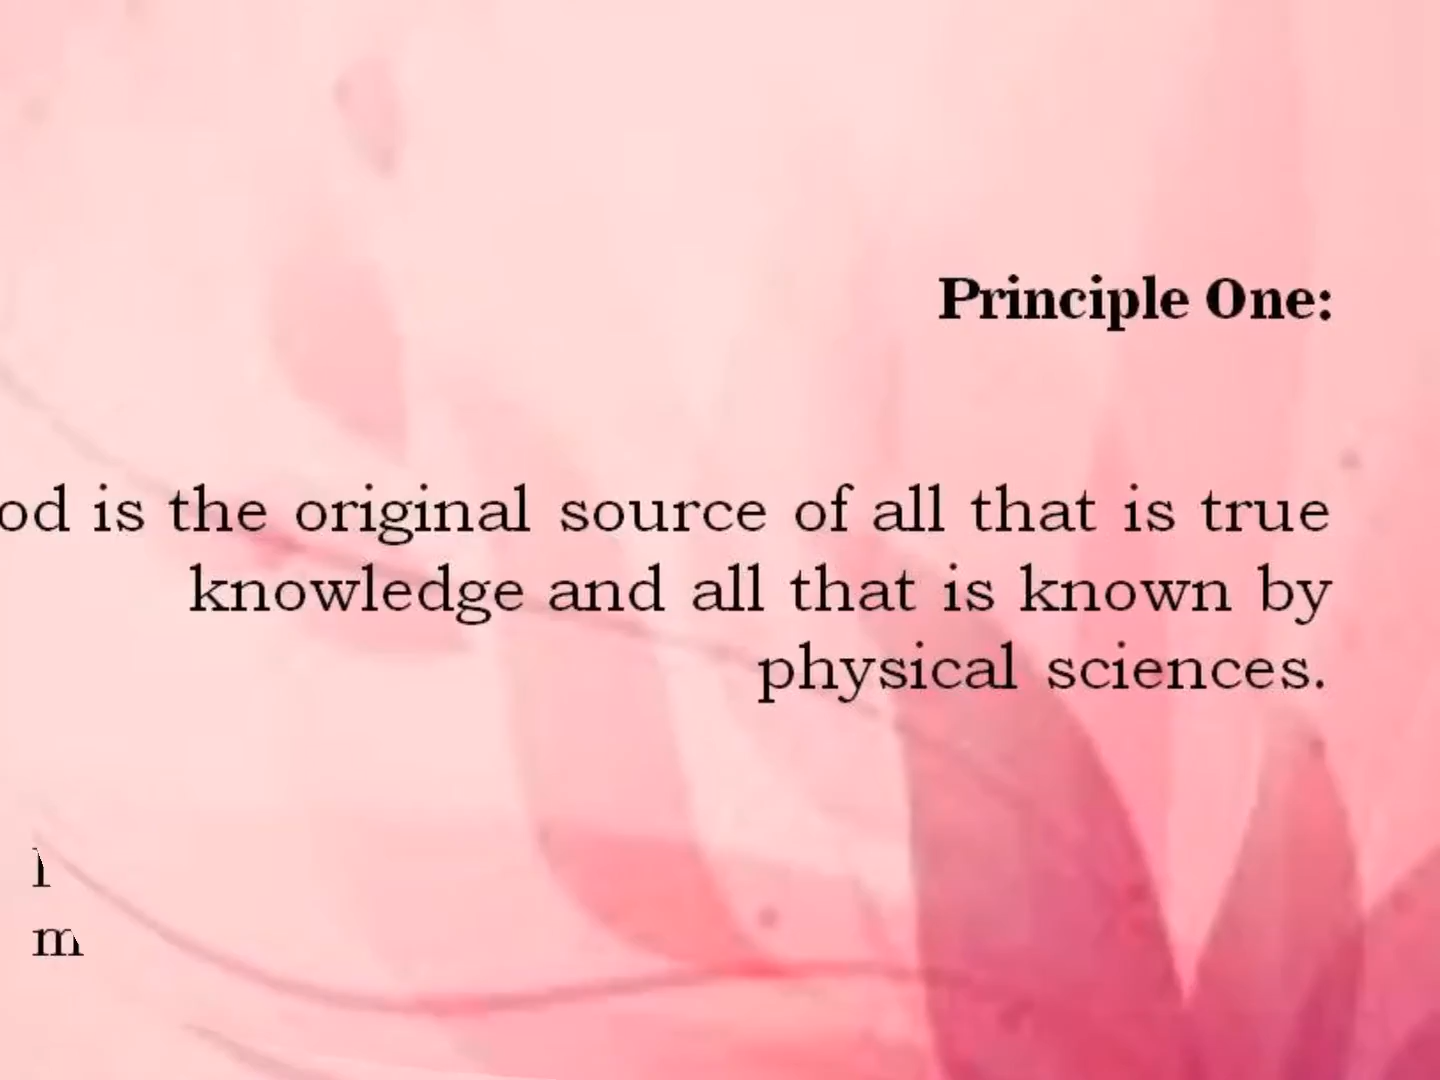 Principle One:
od is the original source of all that is true
knowledge and all that is known by
physical sciences.
m